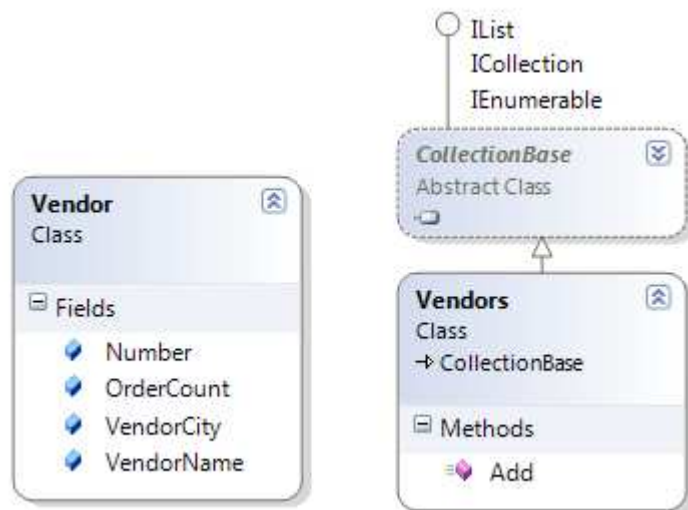 Vendor
Class
Fields
Number
OrderCount
VendorCity
VendorName
IList
ICollection
IEnumerable
CollectionBase
Abstract Class
Vendors
Class
CollectionBase
Methods
Add